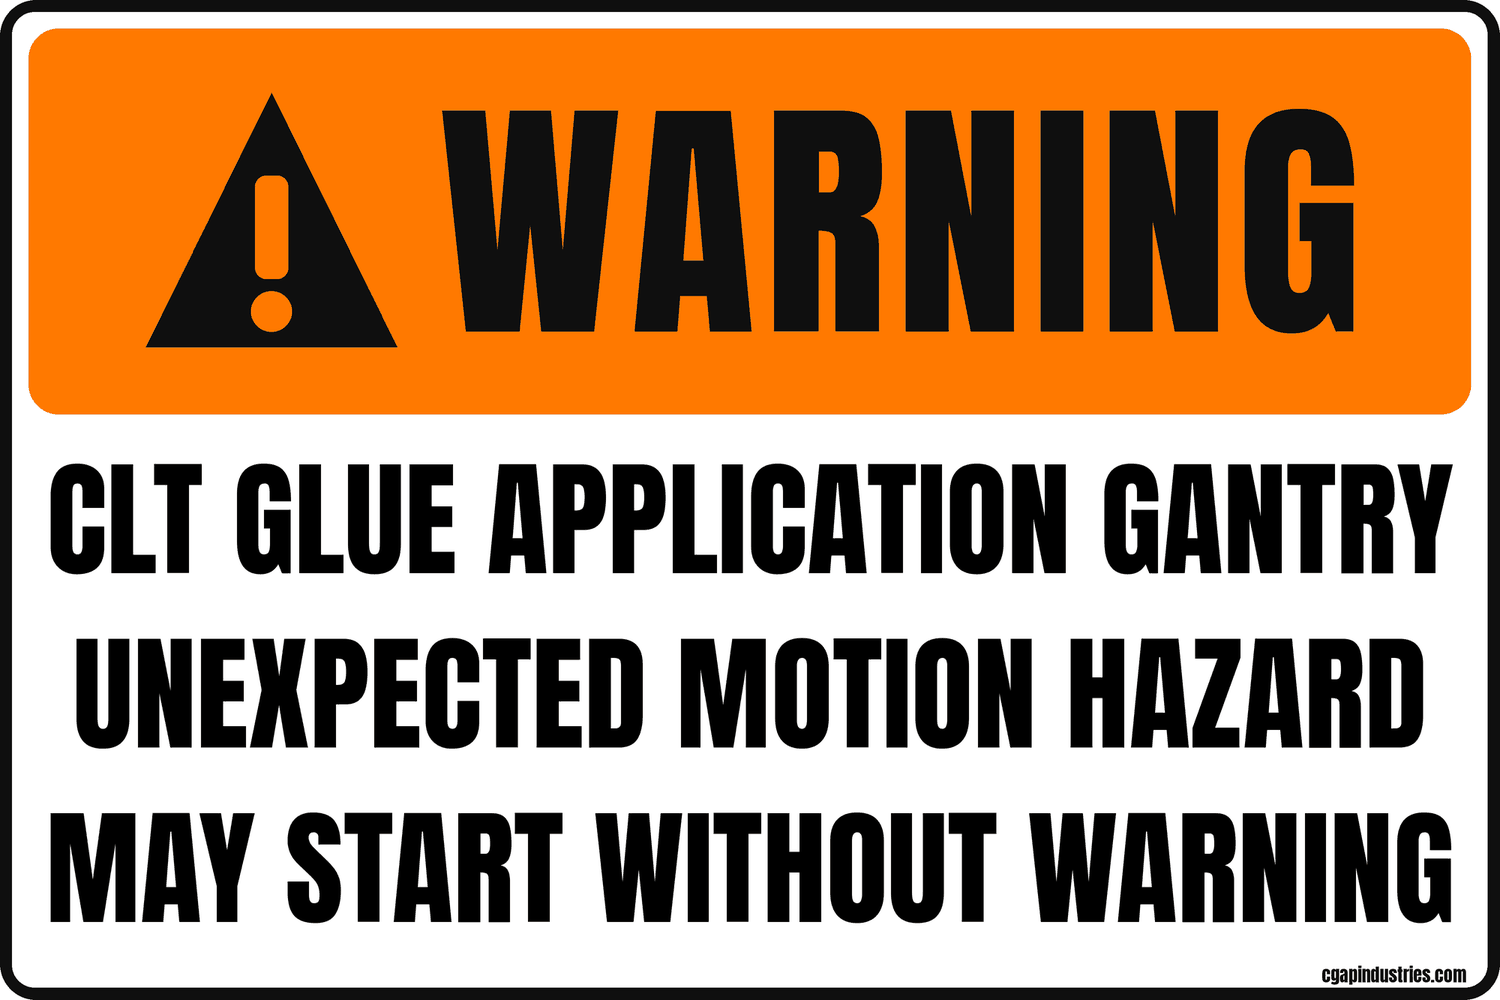 WARNING
CLT GLUE APPLICATION GANTRY
UNEXPECTED MOTION HAZARD
MAY START WITHOUT WARNING
cgapindustries.com